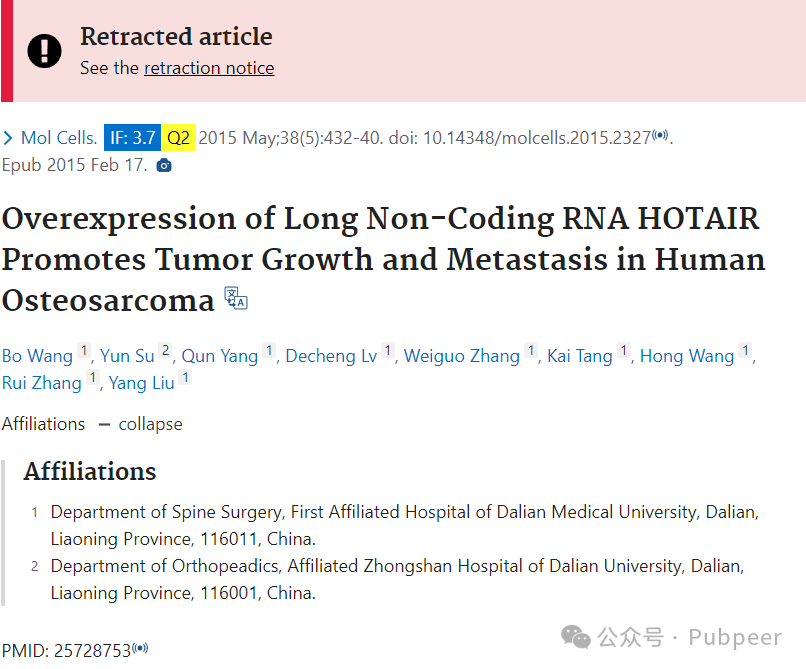 Retracted article
See the retraction notice
Mol Cells. IF: 3.7 Q2 2015 May;38(5):432-40. doi: 10.14348/molcells.2015.2327.
Epub 2015 Feb 17.
Overexpression of Long Non-Coding RNA HOTAIR
Promotes Tumor Growth and Metastasis in Human
Osteosarcoma
Bo Wang 1, Yun Su 2, Qun Yang 1, Decheng Lv 1, Weiguo Zhang 1, Kai Tang 1, Hong Wang 1,
Rui Zhang 1, Yang Liu 1
Affiliations — collapse
Affiliations
1 Department of Spine Surgery, First Affiliated Hospital of Dalian Medical University, Dalian,
Liaoning Province, 116011, China.
2 Department of Orthopeadics, Affiliated Zhongshan Hospital of Dalian University, Dalian,
Liaoning Province, 116001, China.
PMID: 25728753
公众号 · Pubpeer